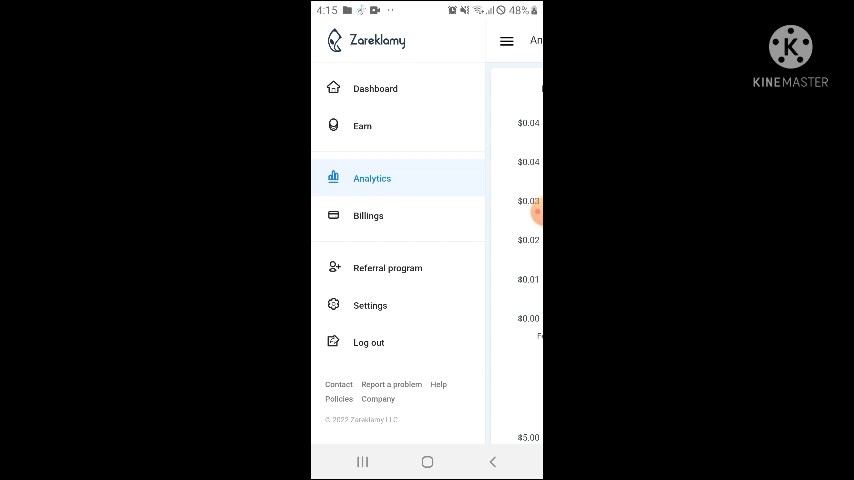 4:15
48%
Zareklamy
An
Dashboard
Earn
Analytics
Billings
Referral program
Settings
Log out
Contact Report a problem Help
Policies Company
© 2022 Zareklamy LLC
$0.04
$0.04
$0.03
$0.02
$0.01
$0.00
$5.00
K
KINEMASTER